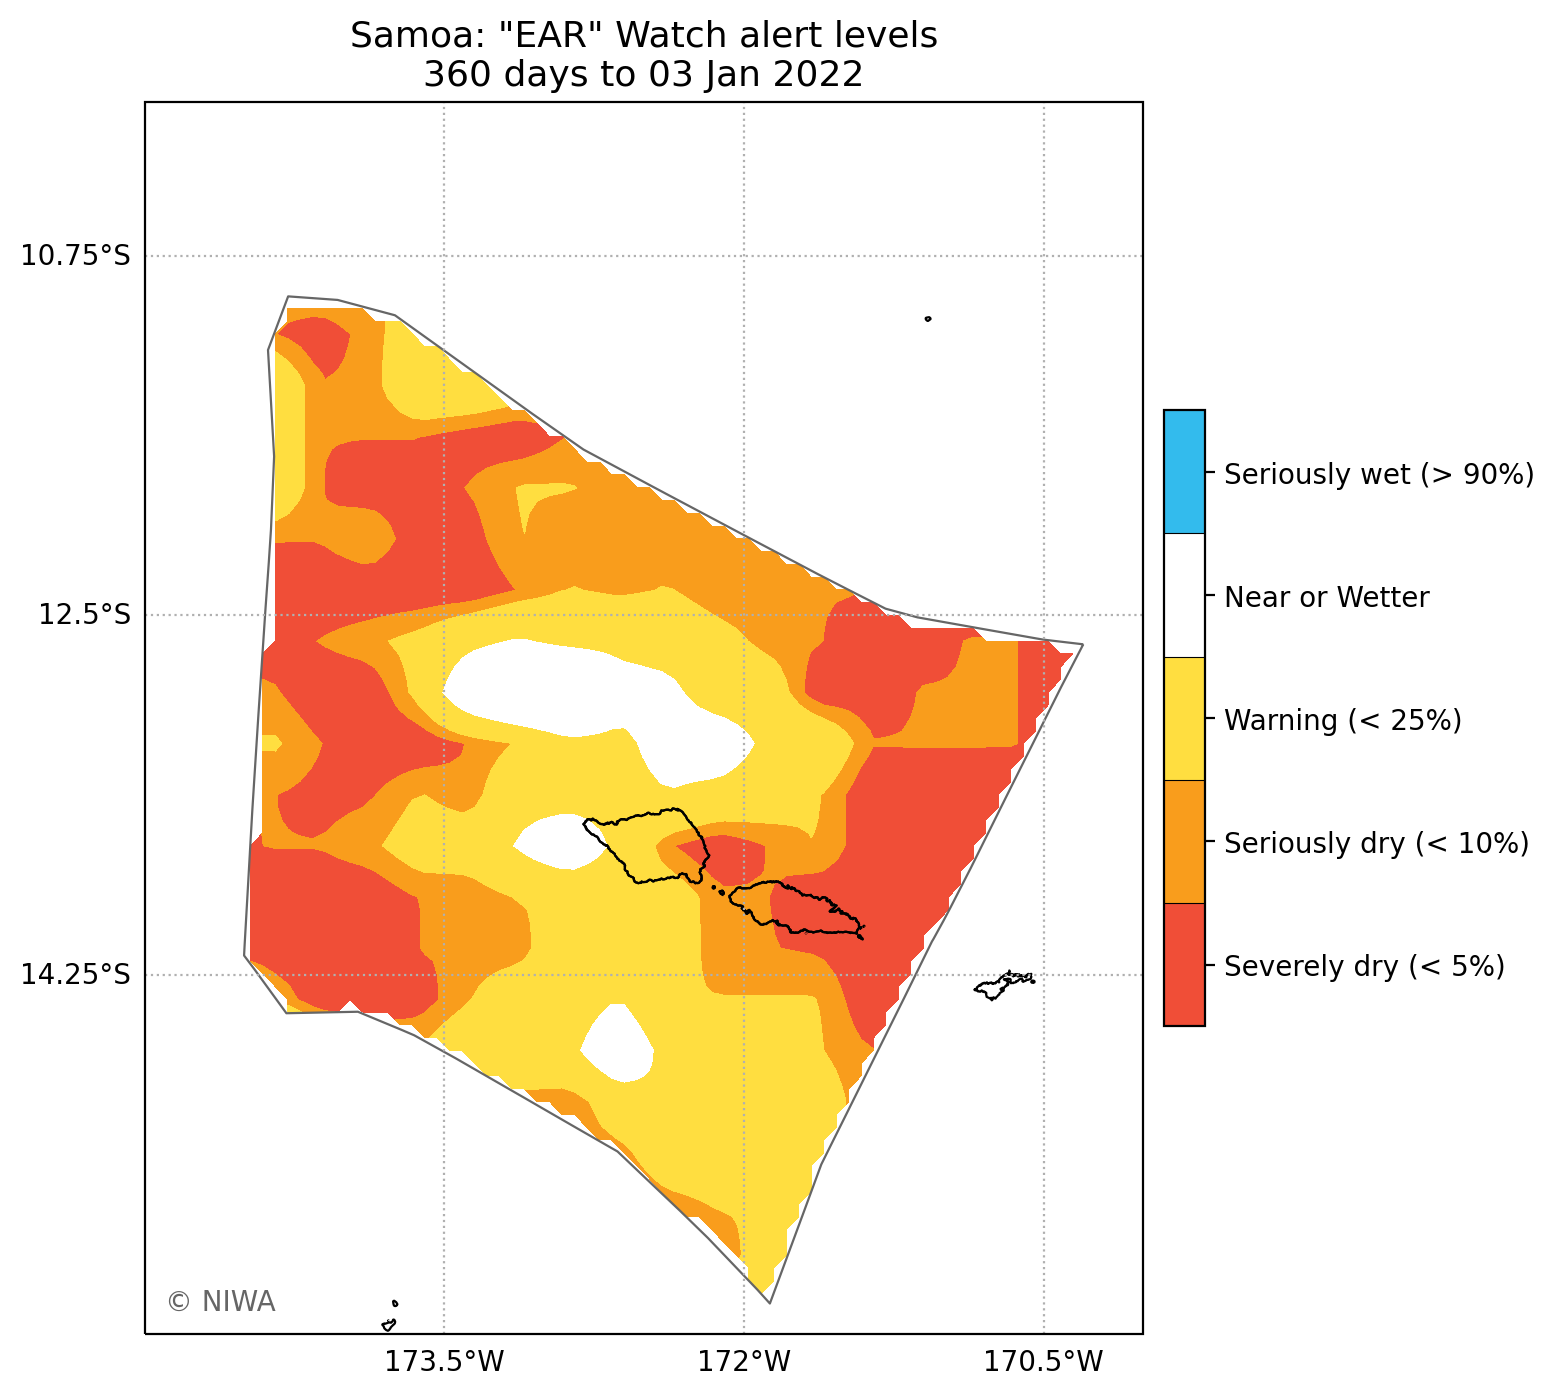 Samoa: "EAR" Watch alert levels
360 days to 03 Jan 2022
10.75°S
12.5°S
14.25°S
173.5°W
172°W
170.5°W
Seriously wet (> 90%)
Near or Wetter
Warning (< 25%)
Seriously dry (< 10%)
Severely dry (< 5%)
© NIWA